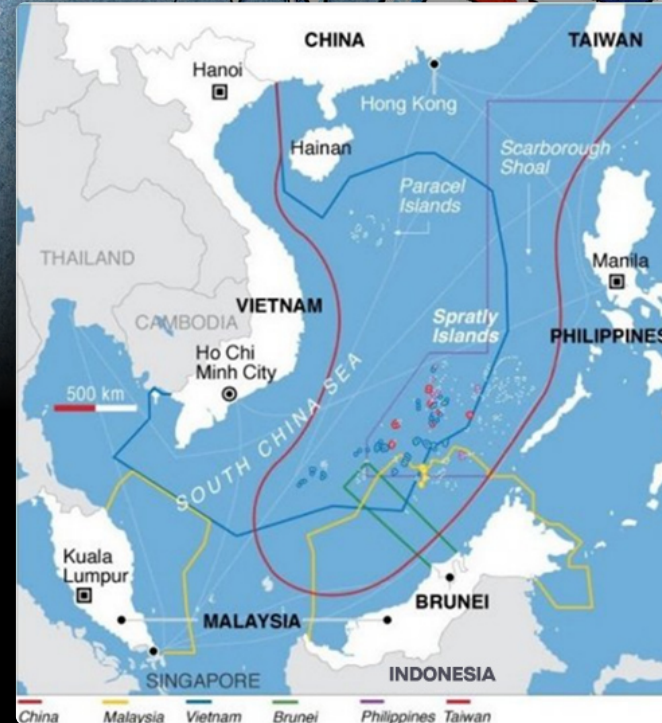 CHINA
TAIWAN
Hanoi
Hong Kong
Hainan
Scarborough
Shoal
Paracel
Islands
THAILAND
Manila
VIETNAM
Spratly
Islands
CAMBODIA
PHILIPPINES
Ho Chi
Minh City
500 km
SOUTH CHINA SEA
Kuala
Lumpur
BRUNEI
MALAYSIA
INDONESIA
SINGAPORE
China Malaysia Vietnam Brunei Philippines Taiwan